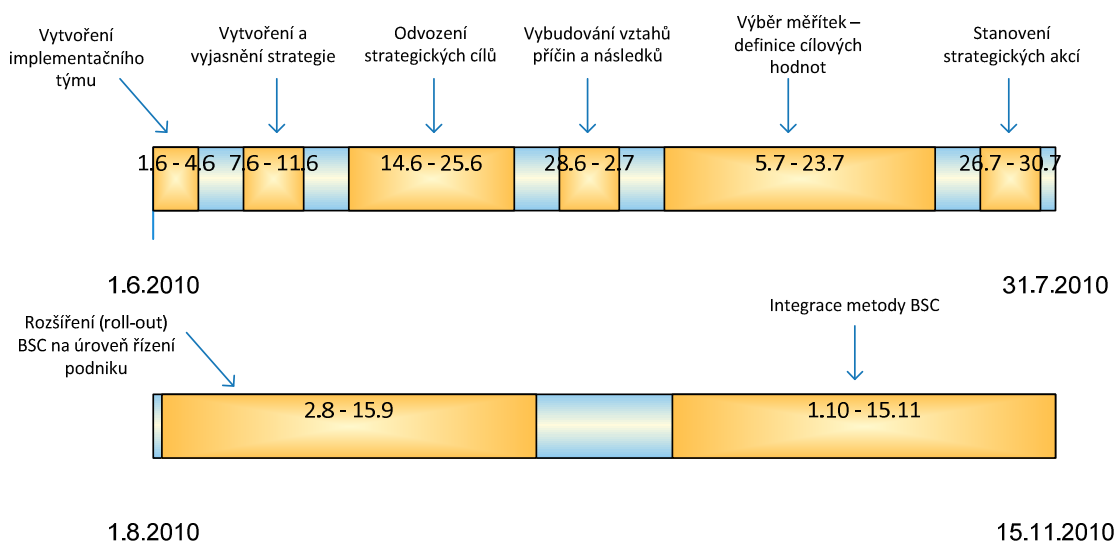 Vytvoření
implementačního
týmu
Vytvoření a
vyjasnění strategie
Odvození
strategických cílů
Vybudování vztahů
příčin a následků
Výběr měřítek –
definice cílových
hodnot
Stanovení
strategických akcí
1.6 - 4.6
7.6 - 11.6
14.6 - 25.6
28.6 - 2.7
5.7 - 23.7
26.7 - 30.7
1.6.2010
31.7.2010
Rozšíření (roll-out)
BSC na úroveň řízení
podniku
Integrace metody BSC
2.8 - 15.9
1.10 - 15.11
1.8.2010
15.11.2010